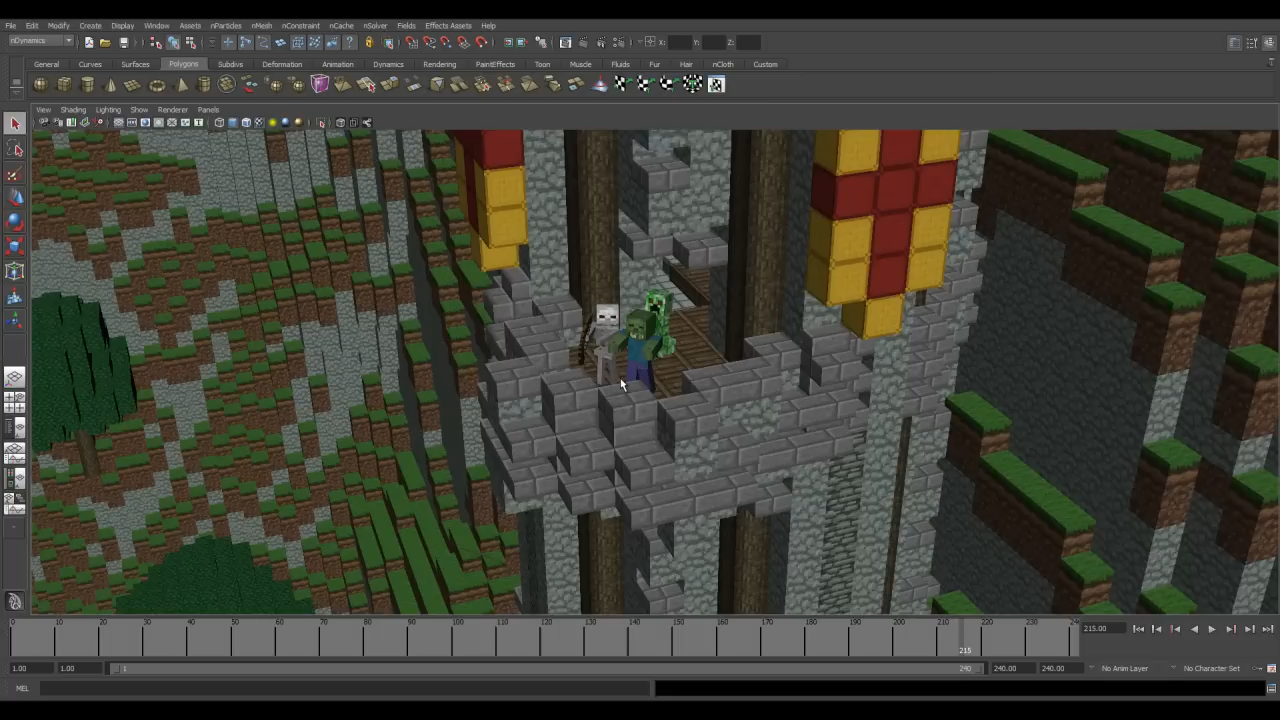 File Edit Modify Create Display Window Assets nParticles nMesh nConstraint nCache nSolver Fields Effects Assets Help
nDynamics X: Y: Z:
General Curves Surfaces Polygons Subdivs Deformation Animation Dynamics Rendering PaintEffects Toon Muscle Fluids Fur Hair nCloth Custom
View Shading Lighting Show Renderer Panels
0 10 20 30 40 50 60 70 80 90 100 110 120 130 140 150 160 170 180 190 200 210 220 230 24
215
215.00
1.00 1.00 1 240 240.00 240.00 No Anim Layer No Character Set
MEL